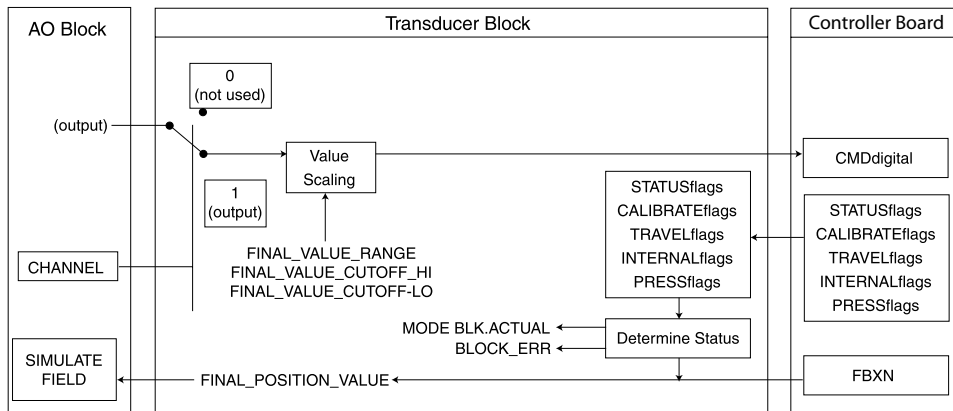 AO Block
Transducer Block
Controller Board
0
(not used)
(output)
Value
Scaling
CMDdigital
1
(output)
STATUSflags
CALIBRATEflags
TRAVELflags
INTERNALflags
PRESSflags
STATUSflags
CALIBRATEflags
TRAVELflags
INTERNALflags
PRESSflags
CHANNEL
FINAL_VALUE_RANGE
FINAL_VALUE_CUTOFF_HI
FINAL_VALUE_CUTOFF-LO
MODE BLK.ACTUAL
BLOCK_ERR
Determine Status
SIMULATE
FIELD
FINAL_POSITION_VALUE
FBXN